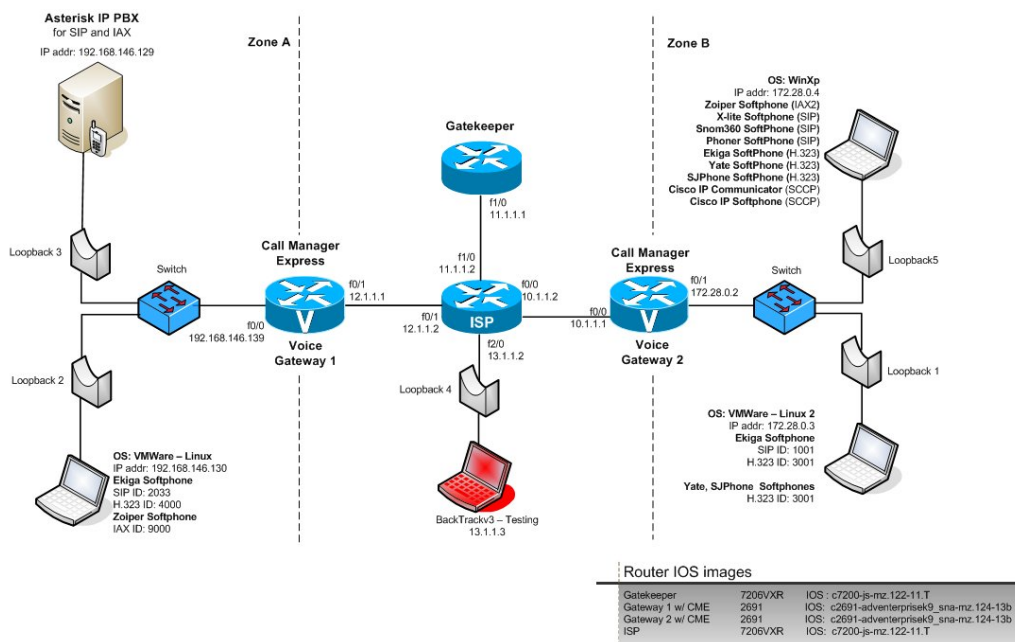 Asterisk IP PBX
for SIP and IAX
IP addr: 192.168.146.129
Zone A
Zone B
OS: WinXp
IP addr: 172.28.0.4
Zoiper Softphone (IAX2)
X-lite Softphone (SIP)
Snom360 SoftPhone (SIP)
Phoner SoftPhone (SIP)
Ekiga SoftPhone (H.323)
Yate SoftPhone (H.323)
SJPhone SoftPhone (H.323)
Cisco IP Communicator (SCCP)
Cisco IP Softphone (SCCP)
Gatekeeper
f1/0
11.1.1.1
Loopback 3
Switch
Call Manager
Express
f0/1
12.1.1.1
f0/0
192.168.146.139
V
Voice
Gateway 1
f1/0
11.1.1.2
f0/0
10.1.1.2
f0/1
12.1.1.2
ISP
f2/0
13.1.1.2
Call Manager
Express
f0/1
172.28.0.2
f0/0
10.1.1.1
V
Voice
Gateway 2
Switch
Loopback5
Loopback 2
Loopback 4
Loopback 1
OS: VMWare – Linux
IP addr: 192.168.146.130
Ekiga Softphone
SIP ID: 2033
H.323 ID: 4000
Zoiper Softphone
IAX ID: 9000
BackTrackv3 – Testing
13.1.1.3
OS: VMWare – Linux 2
IP addr: 172.28.0.3
Ekiga Softphone
SIP ID: 1001
H.323 ID: 3001
Yate, SJPhone Softphones
H.323 ID: 3001
Router IOS images
Gatekeeper 7206VXR IOS : c7200-js-mz.122-11.T
Gateway 1 w/ CME 2691 IOS: c2691-adventerprisek9_sna-mz.124-13b
Gateway 2 w/ CME 2691 IOS: c2691-adventerprisek9_sna-mz.124-13b
ISP 7206VXR IOS: c7200-js-mz.122-11.T